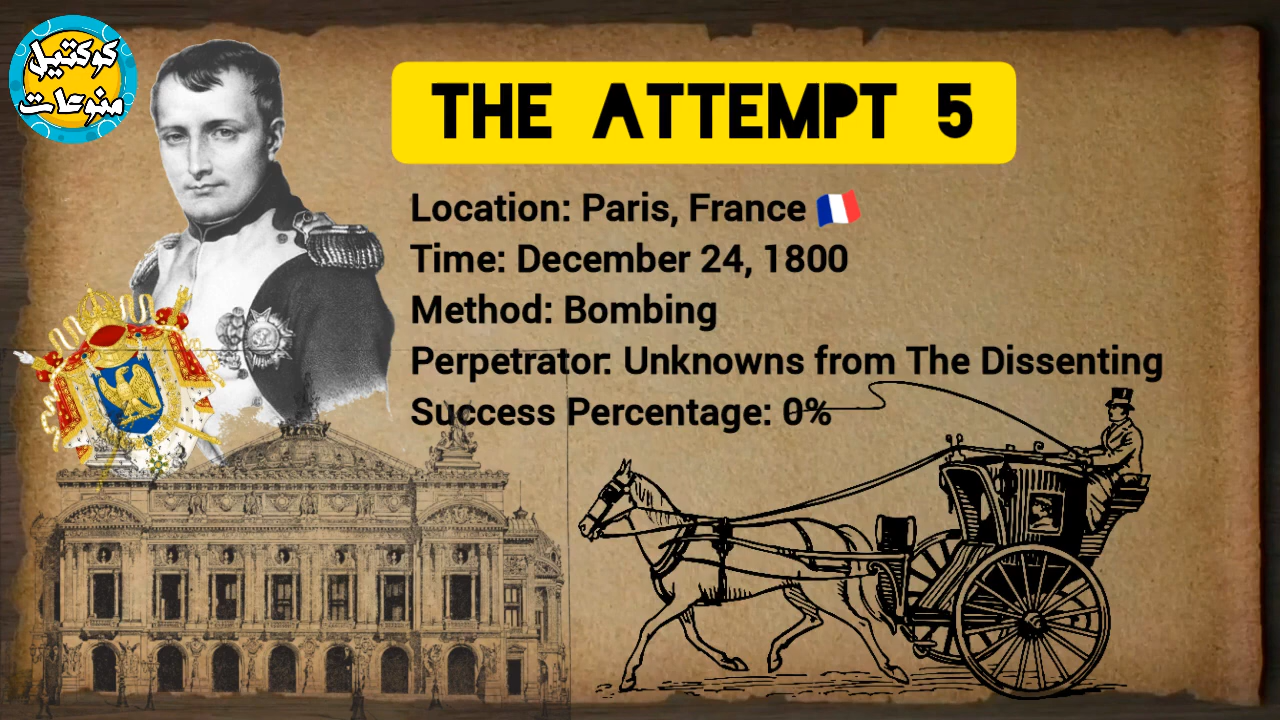 كوكتيل
منوعات
THE ATTEMPT 5
Location: Paris, France 🇫🇷
Time: December 24, 1800
Method: Bombing
Perpetrator: Unknowns from The Dissenting
Success Percentage: 0%